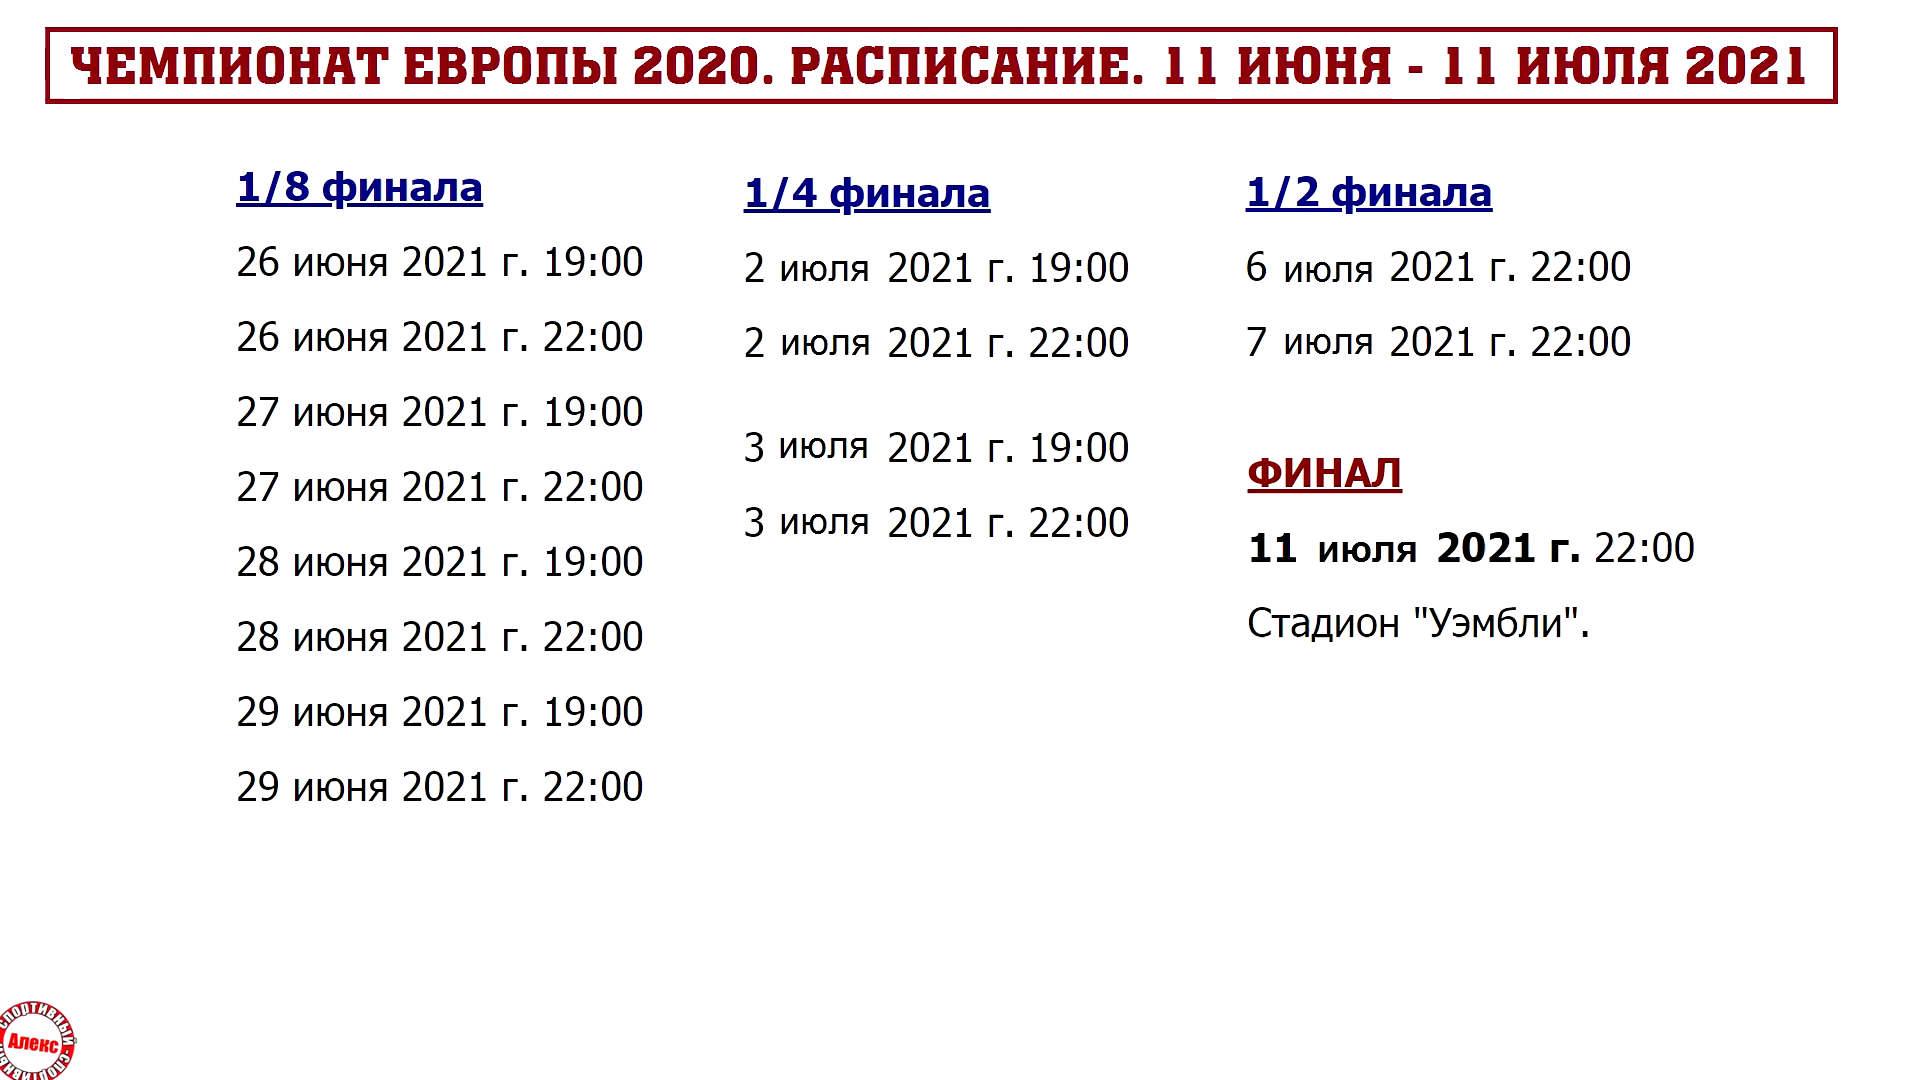 ЧЕМПИОНАТ ЕВРОПЫ 2020. РАСПИСАНИЕ. 11 ИЮНЯ - 11 ИЮЛЯ 2021
1/8 финала
26 июня 2021 г. 19:00
26 июня 2021 г. 22:00
27 июня 2021 г. 19:00
27 июня 2021 г. 22:00
28 июня 2021 г. 19:00
28 июня 2021 г. 22:00
29 июня 2021 г. 19:00
29 июня 2021 г. 22:00
1/4 финала
2 июля 2021 г. 19:00
2 июля 2021 г. 22:00
3 июля 2021 г. 19:00
3 июля 2021 г. 22:00
1/2 финала
6 июля 2021 г. 22:00
7 июля 2021 г. 22:00
ФИНАЛ
11 июля 2021 г. 22:00
Стадион "Уэмбли".
СПОРТИВНЫЙ
Алекс